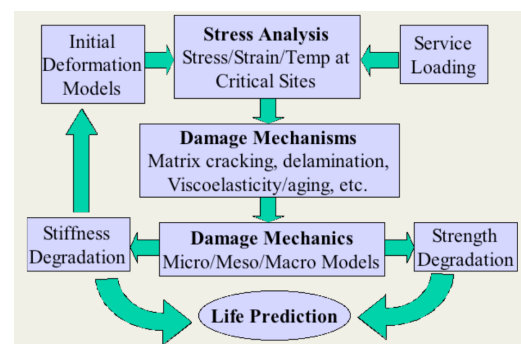 Initial
Deformation
Models
Stress Analysis
Stress/Strain/Temp at
Critical Sites
Service
Loading
Damage Mechanisms
Matrix cracking, delamination,
Viscoelasticity/aging, etc.
Stiffness
Degradation
Damage Mechanics
Micro/Meso/Macro Models
Strength
Degradation
Life Prediction